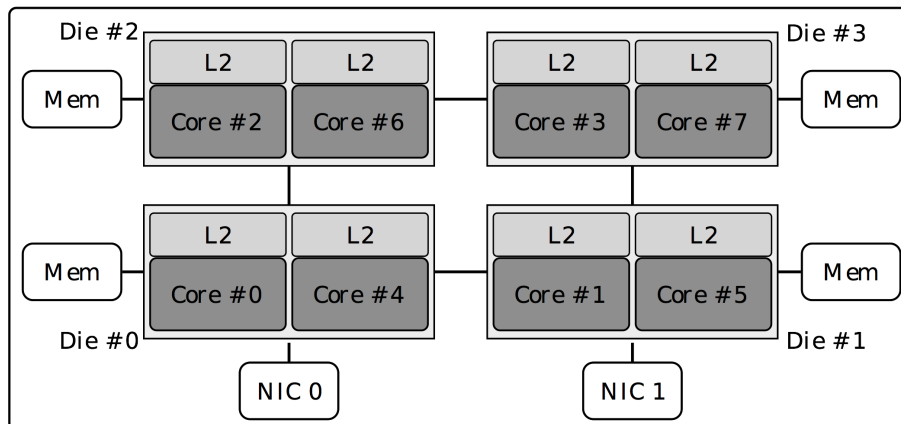 Die #2
Die #3
L2
L2
L2
L2
Mem
Core #2
Core #6
Core #3
Core #7
Mem
L2
L2
L2
L2
Mem
Core #0
Core #4
Core #1
Core #5
Mem
Die #0
Die #1
NIC 0
NIC 1